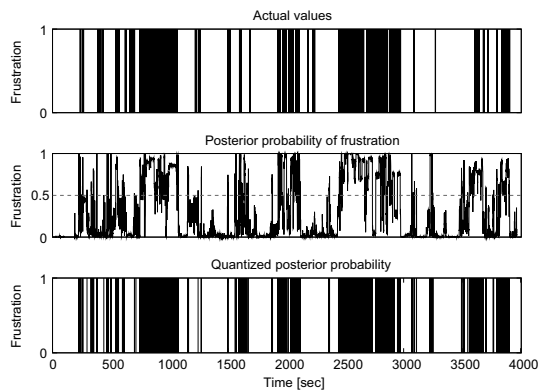 Actual values
1
Frustration
0
Posterior probability of frustration
1
Frustration
0.5
0
Quantized posterior probability
1
Frustration
0
0 500 1000 1500 2000 2500 3000 3500 4000
Time [sec]